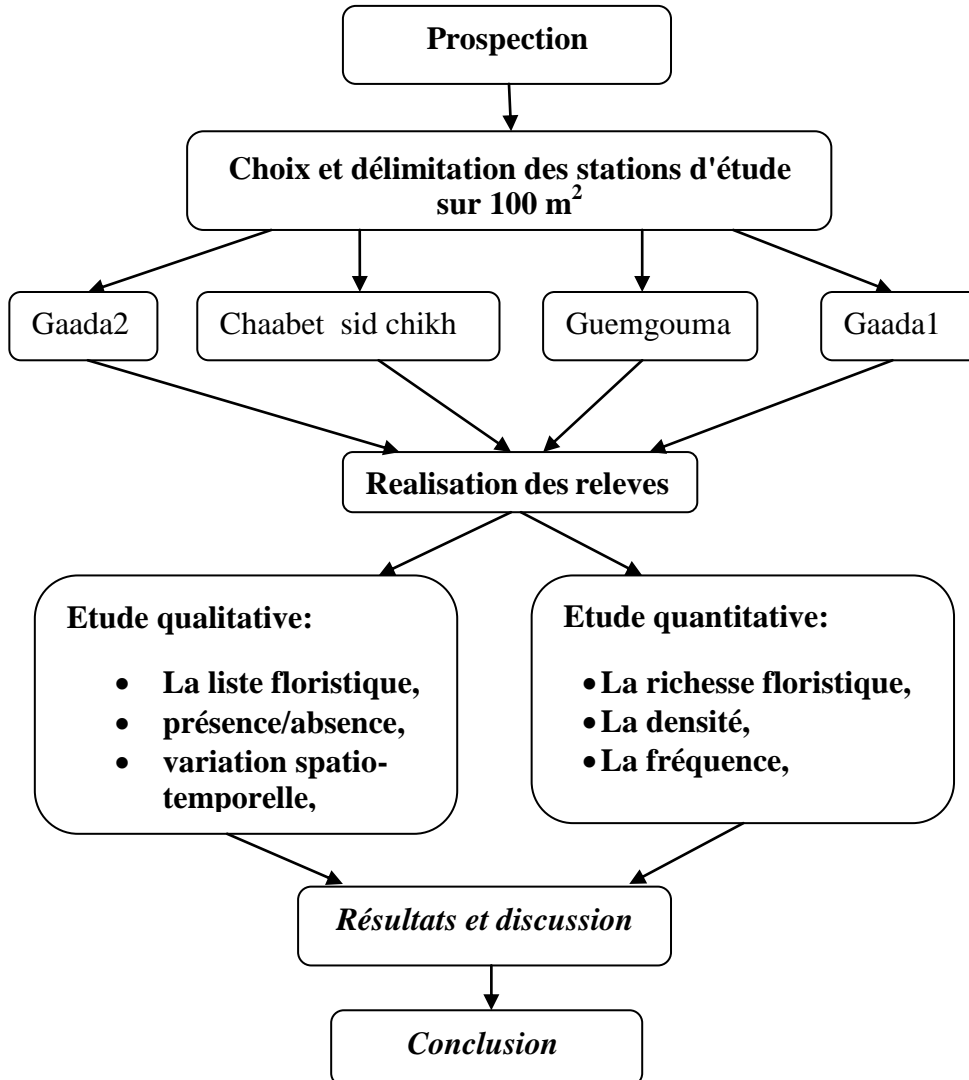 Prospection
Choix et délimitation des stations d'étude
sur 100 m²
Gaada2
Chaabet sid chikh
Guemgouma
Gaada1
Realisation des releves
Etude qualitative:
• La liste floristique,
• présence/absence,
• variation spatio-
temporelle,
Etude quantitative:
• La richesse floristique,
• La densité,
• La fréquence,
Résultats et discussion
Conclusion